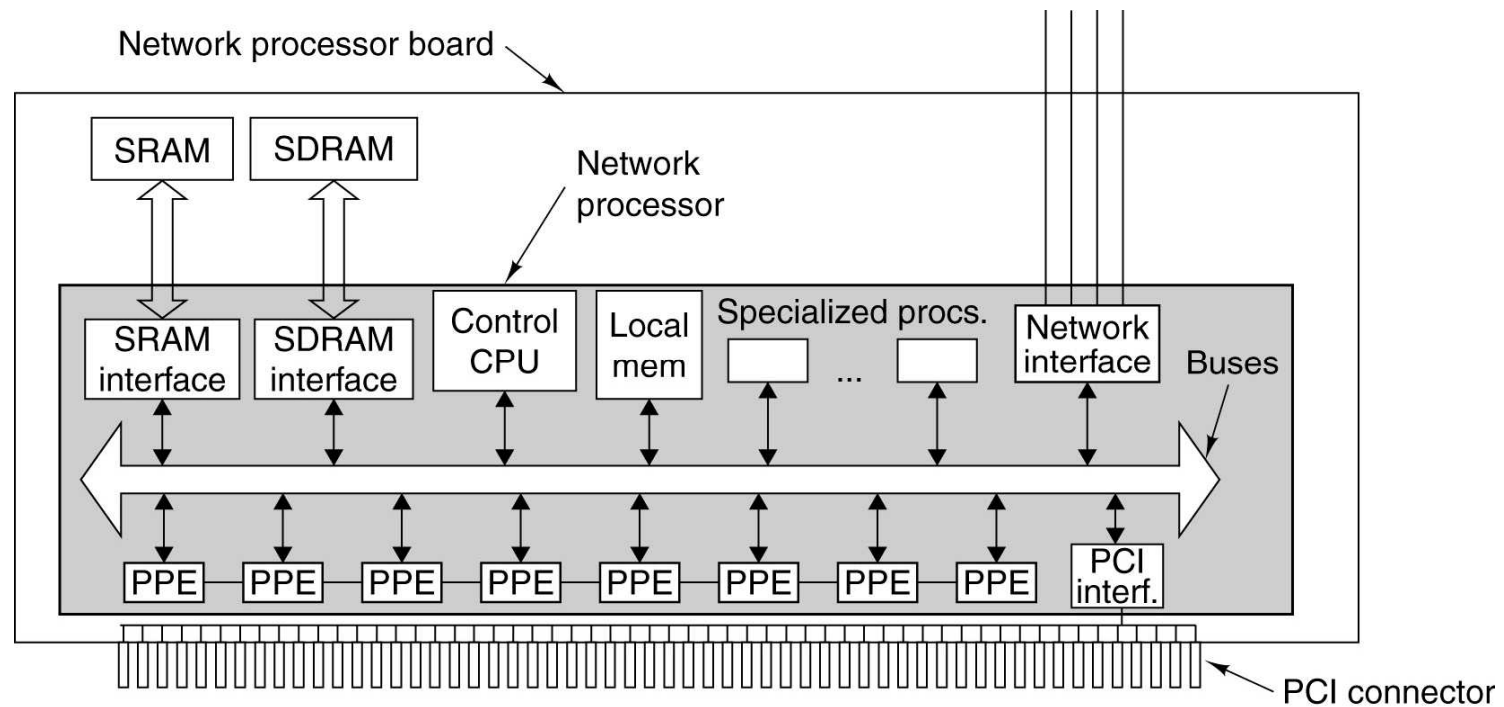 Network processor board
SRAM
SDRAM
Network
processor
SRAM
interface
SDRAM
interface
Control
CPU
Local
mem
Specialized procs.
...
Network
interface
Buses
PPE
PPE
PPE
PPE
PPE
PPE
PPE
PPE
PCI
interf.
PCI connector